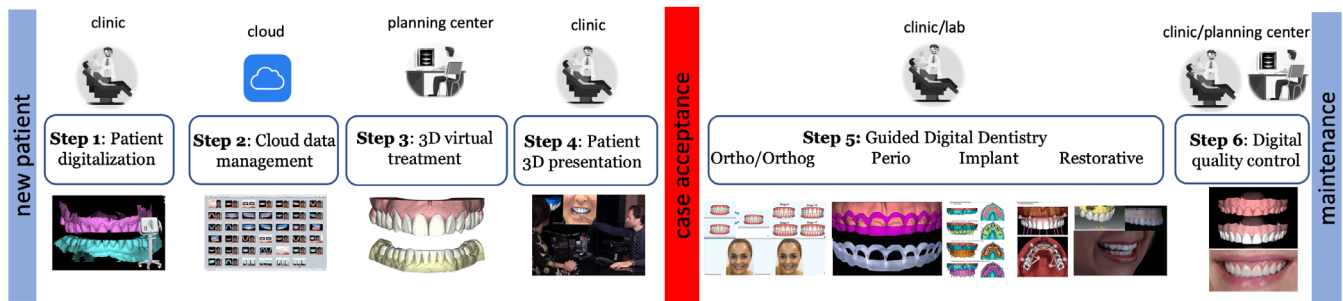 new patient
clinic
Step 1: Patient
digitalization
cloud
Step 2: Cloud data
management
planning center
Step 3: 3D virtual
treatment
clinic
Step 4: Patient
3D presentation
case acceptance
clinic/lab
Step 5: Guided Digital Dentistry
Ortho/Orthog Perio Implant Restorative
clinic/planning center
Step 6: Digital
quality control
maintenance